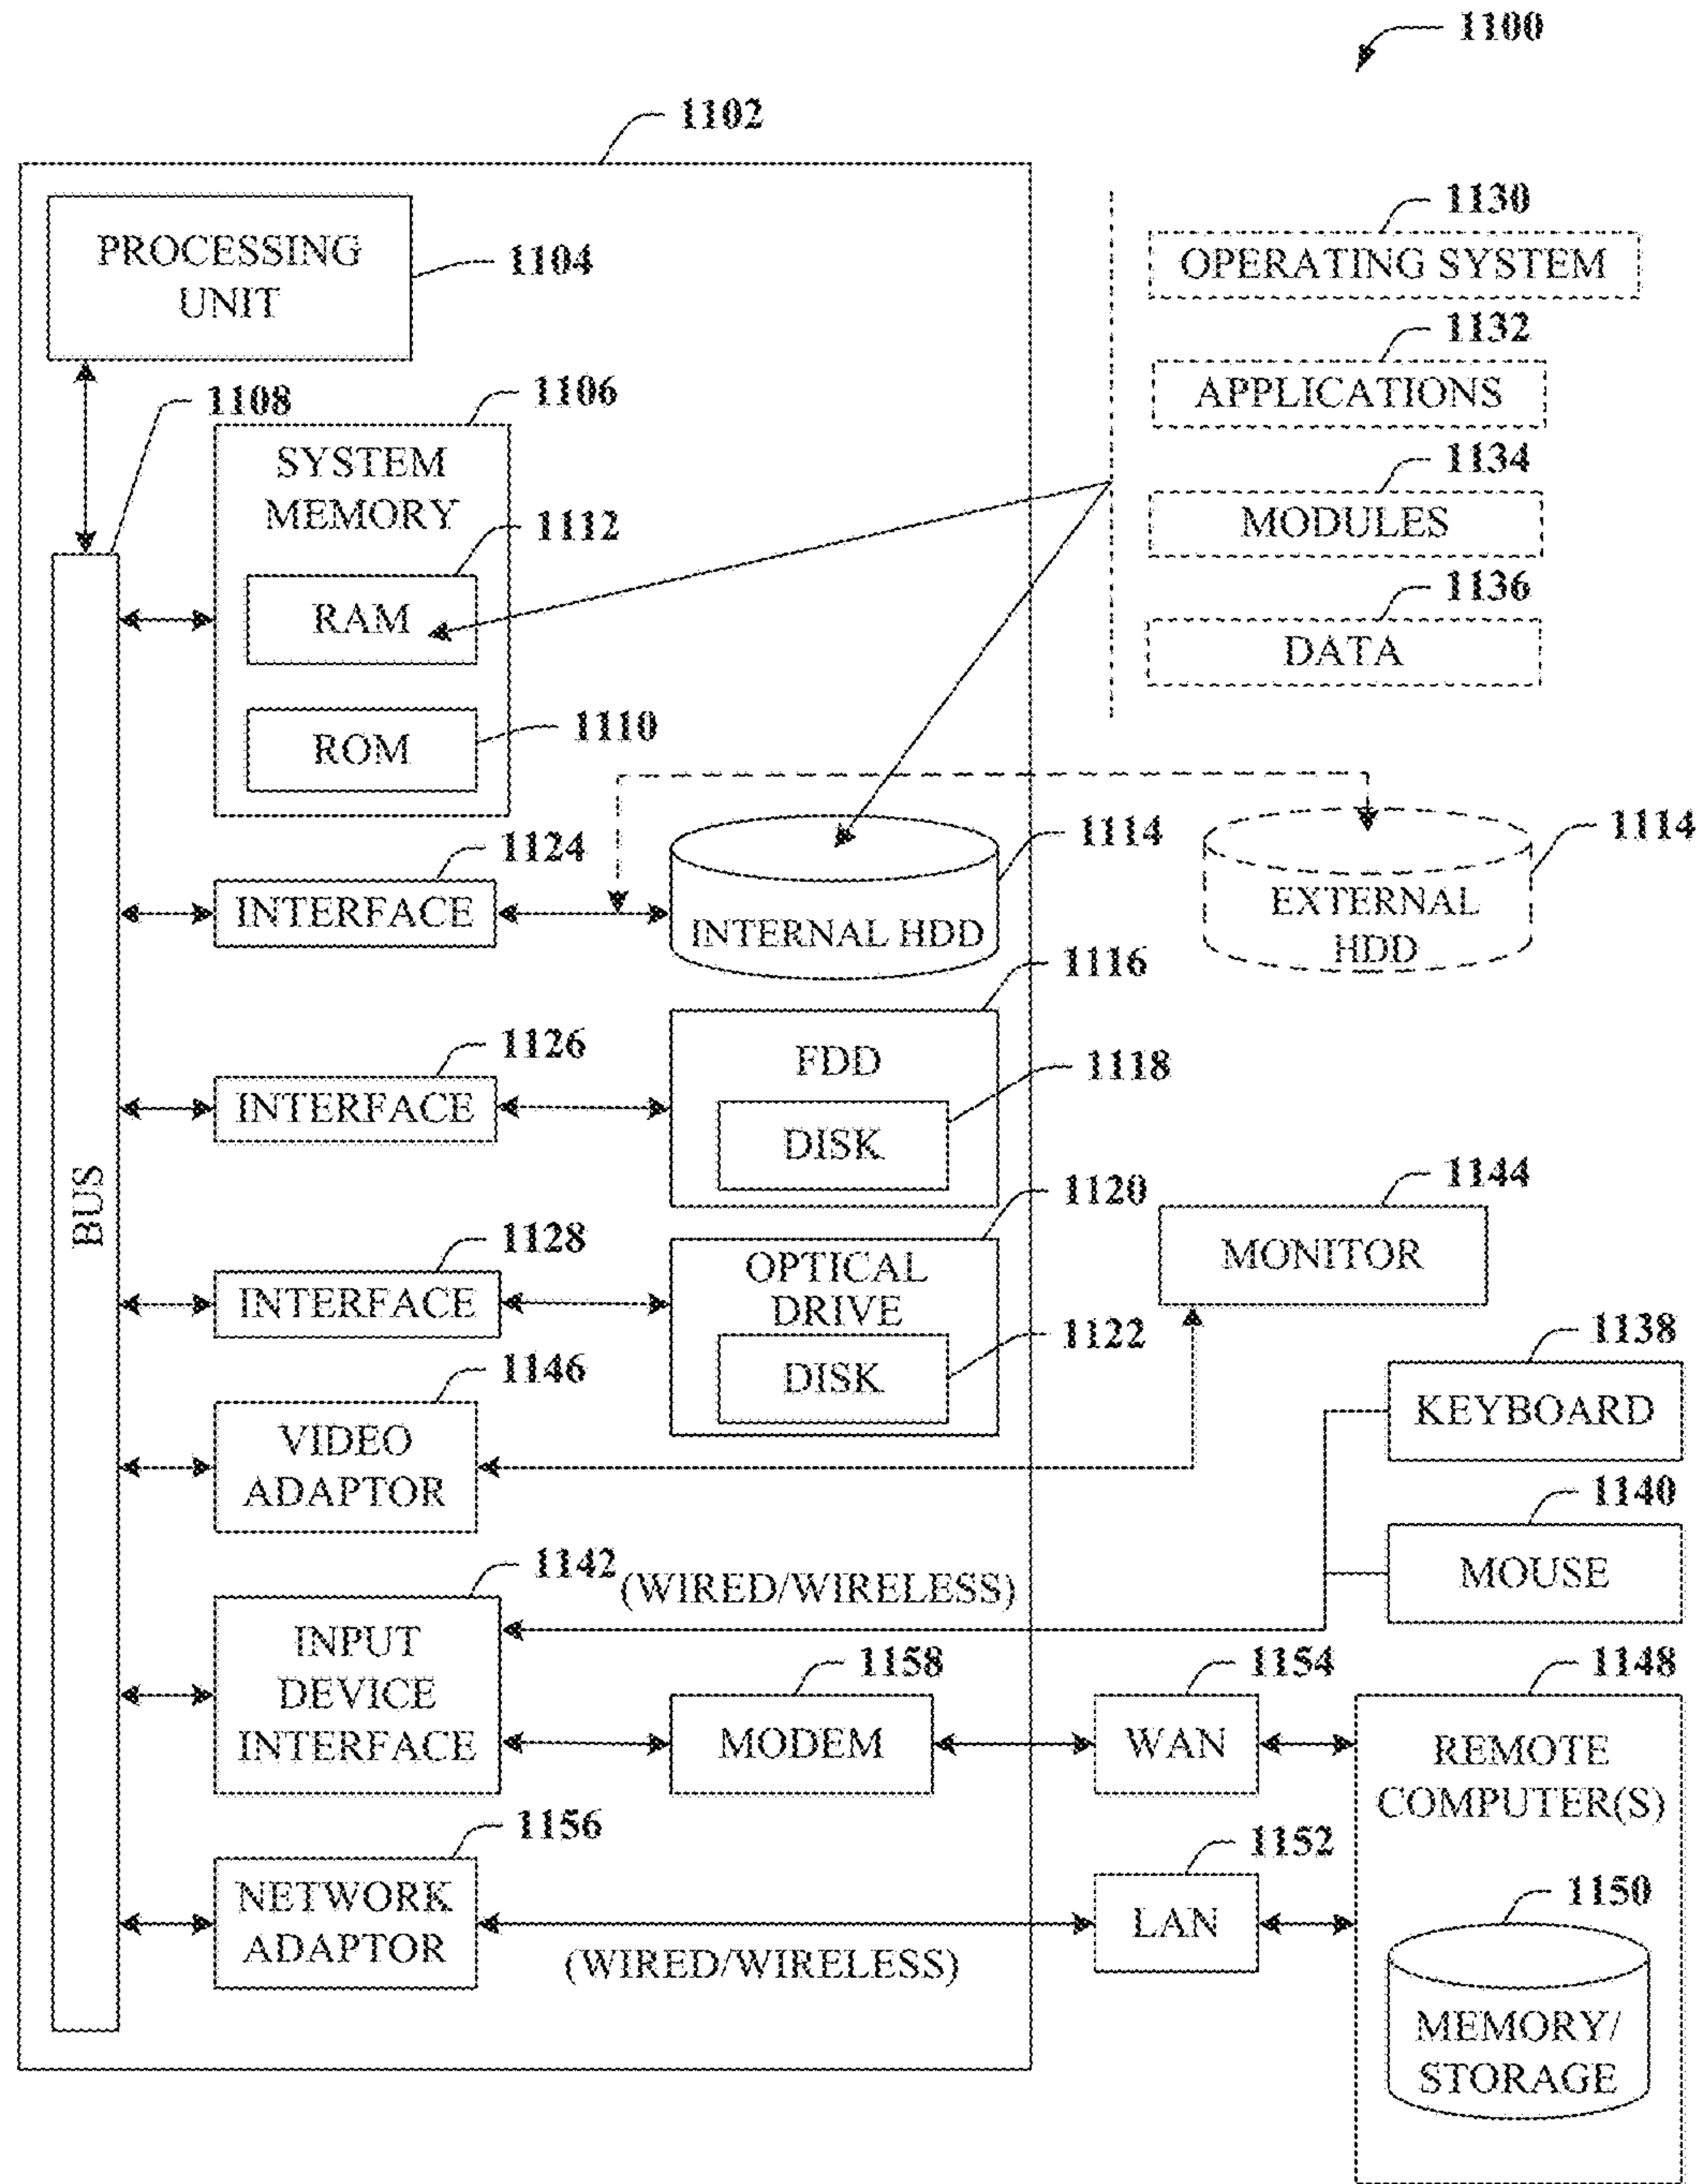 1100
1102
PROCESSING
UNIT
1104
1130
OPERATING SYSTEM
1132
APPLICATIONS
1134
MODULES
1136
DATA
1108
1106
SYSTEM
MEMORY
1112
RAM
1110
ROM
BUS
1124
INTERFACE
1114
INTERNAL HDD
1114
EXTERNAL
HDD
1116
1126
INTERFACE
FDD
1118
DISK
1120
1128
INTERFACE
OPTICAL
DRIVE
1122
DISK
1144
MONITOR
1138
KEYBOARD
1146
VIDEO
ADAPTOR
1140
MOUSE
1142
(WIRED/WIRELESS)
INPUT
DEVICE
INTERFACE
1158
MODEM
1154
WAN
1148
REMOTE
COMPUTER(S)
1156
NETWORK
ADAPTOR
(WIRED/WIRELESS)
1152
LAN
1150
MEMORY/
STORAGE